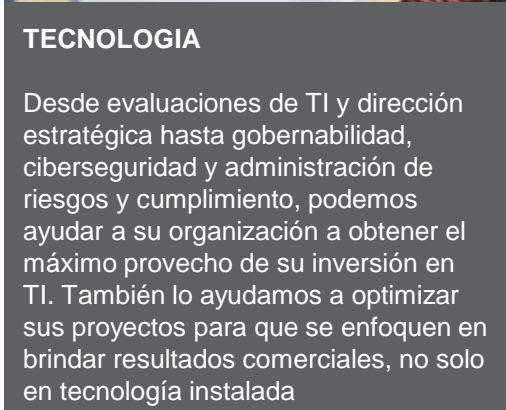 TECNOLOGIA
Desde evaluaciones de TI y dirección
estratégica hasta gobernabilidad,
ciberseguridad y administración de
riesgos y cumplimiento, podemos
ayudar a su organización a obtener el
máximo provecho de su inversión en
TI. También lo ayudamos a optimizar
sus proyectos para que se enfoquen en
brindar resultados comerciales, no solo
en tecnología instalada